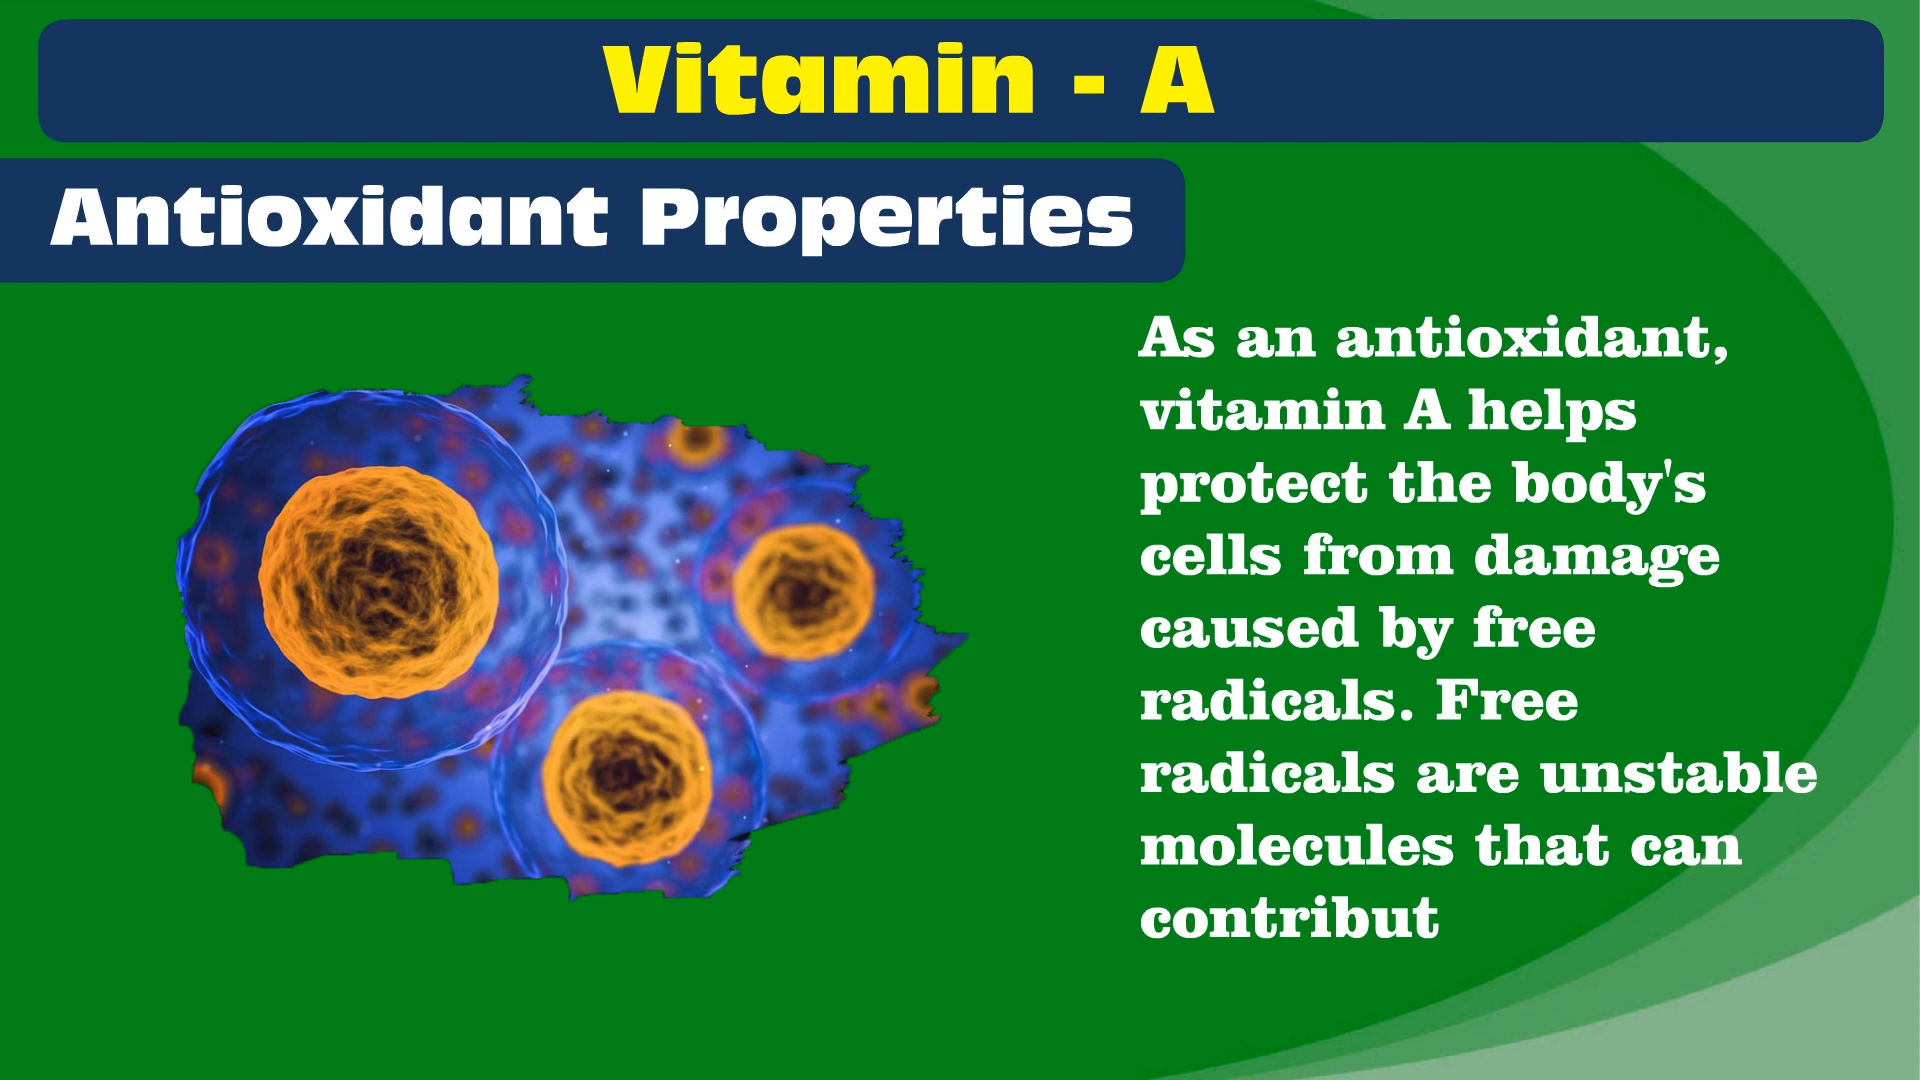 Vitamin - A
Antioxidant Properties
As an antioxidant,
vitamin A helps
protect the body's
cells from damage
caused by free
radicals. Free
radicals are unstable
molecules that can
contribut